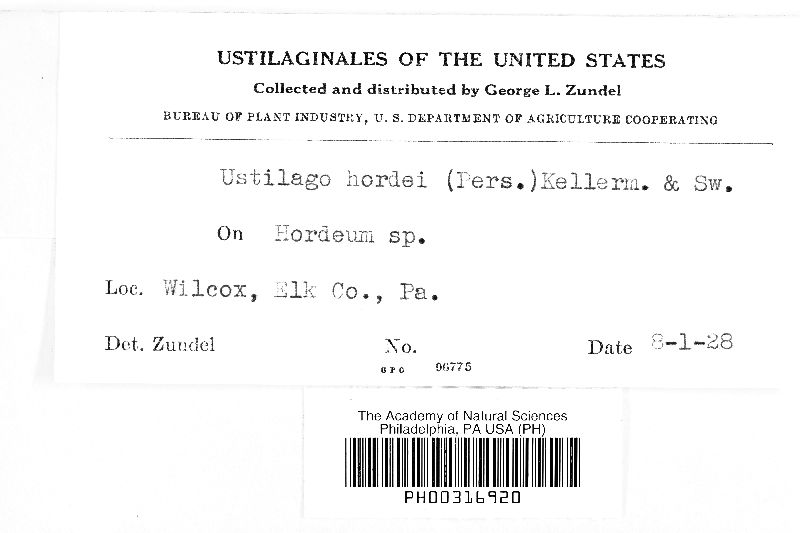 USTILAGINALES OF THE UNITED STATES
Collected and distributed by George L. Zundel
BUREAU OF PLANT INDUSTRY, U. S. DEPARTMENT OF AGRICULTURE COOPERATING
Ustilago hordei (Pers.)Kellerm. & Sw.
On Hordeum sp.
Loc. Wilcox, Elk Co., Pa.
Det. Zundel No. Date 8-1-28
GPO 96775
The Academy of Natural Sciences
Philadelphia, PA USA (PH)
PH00316920